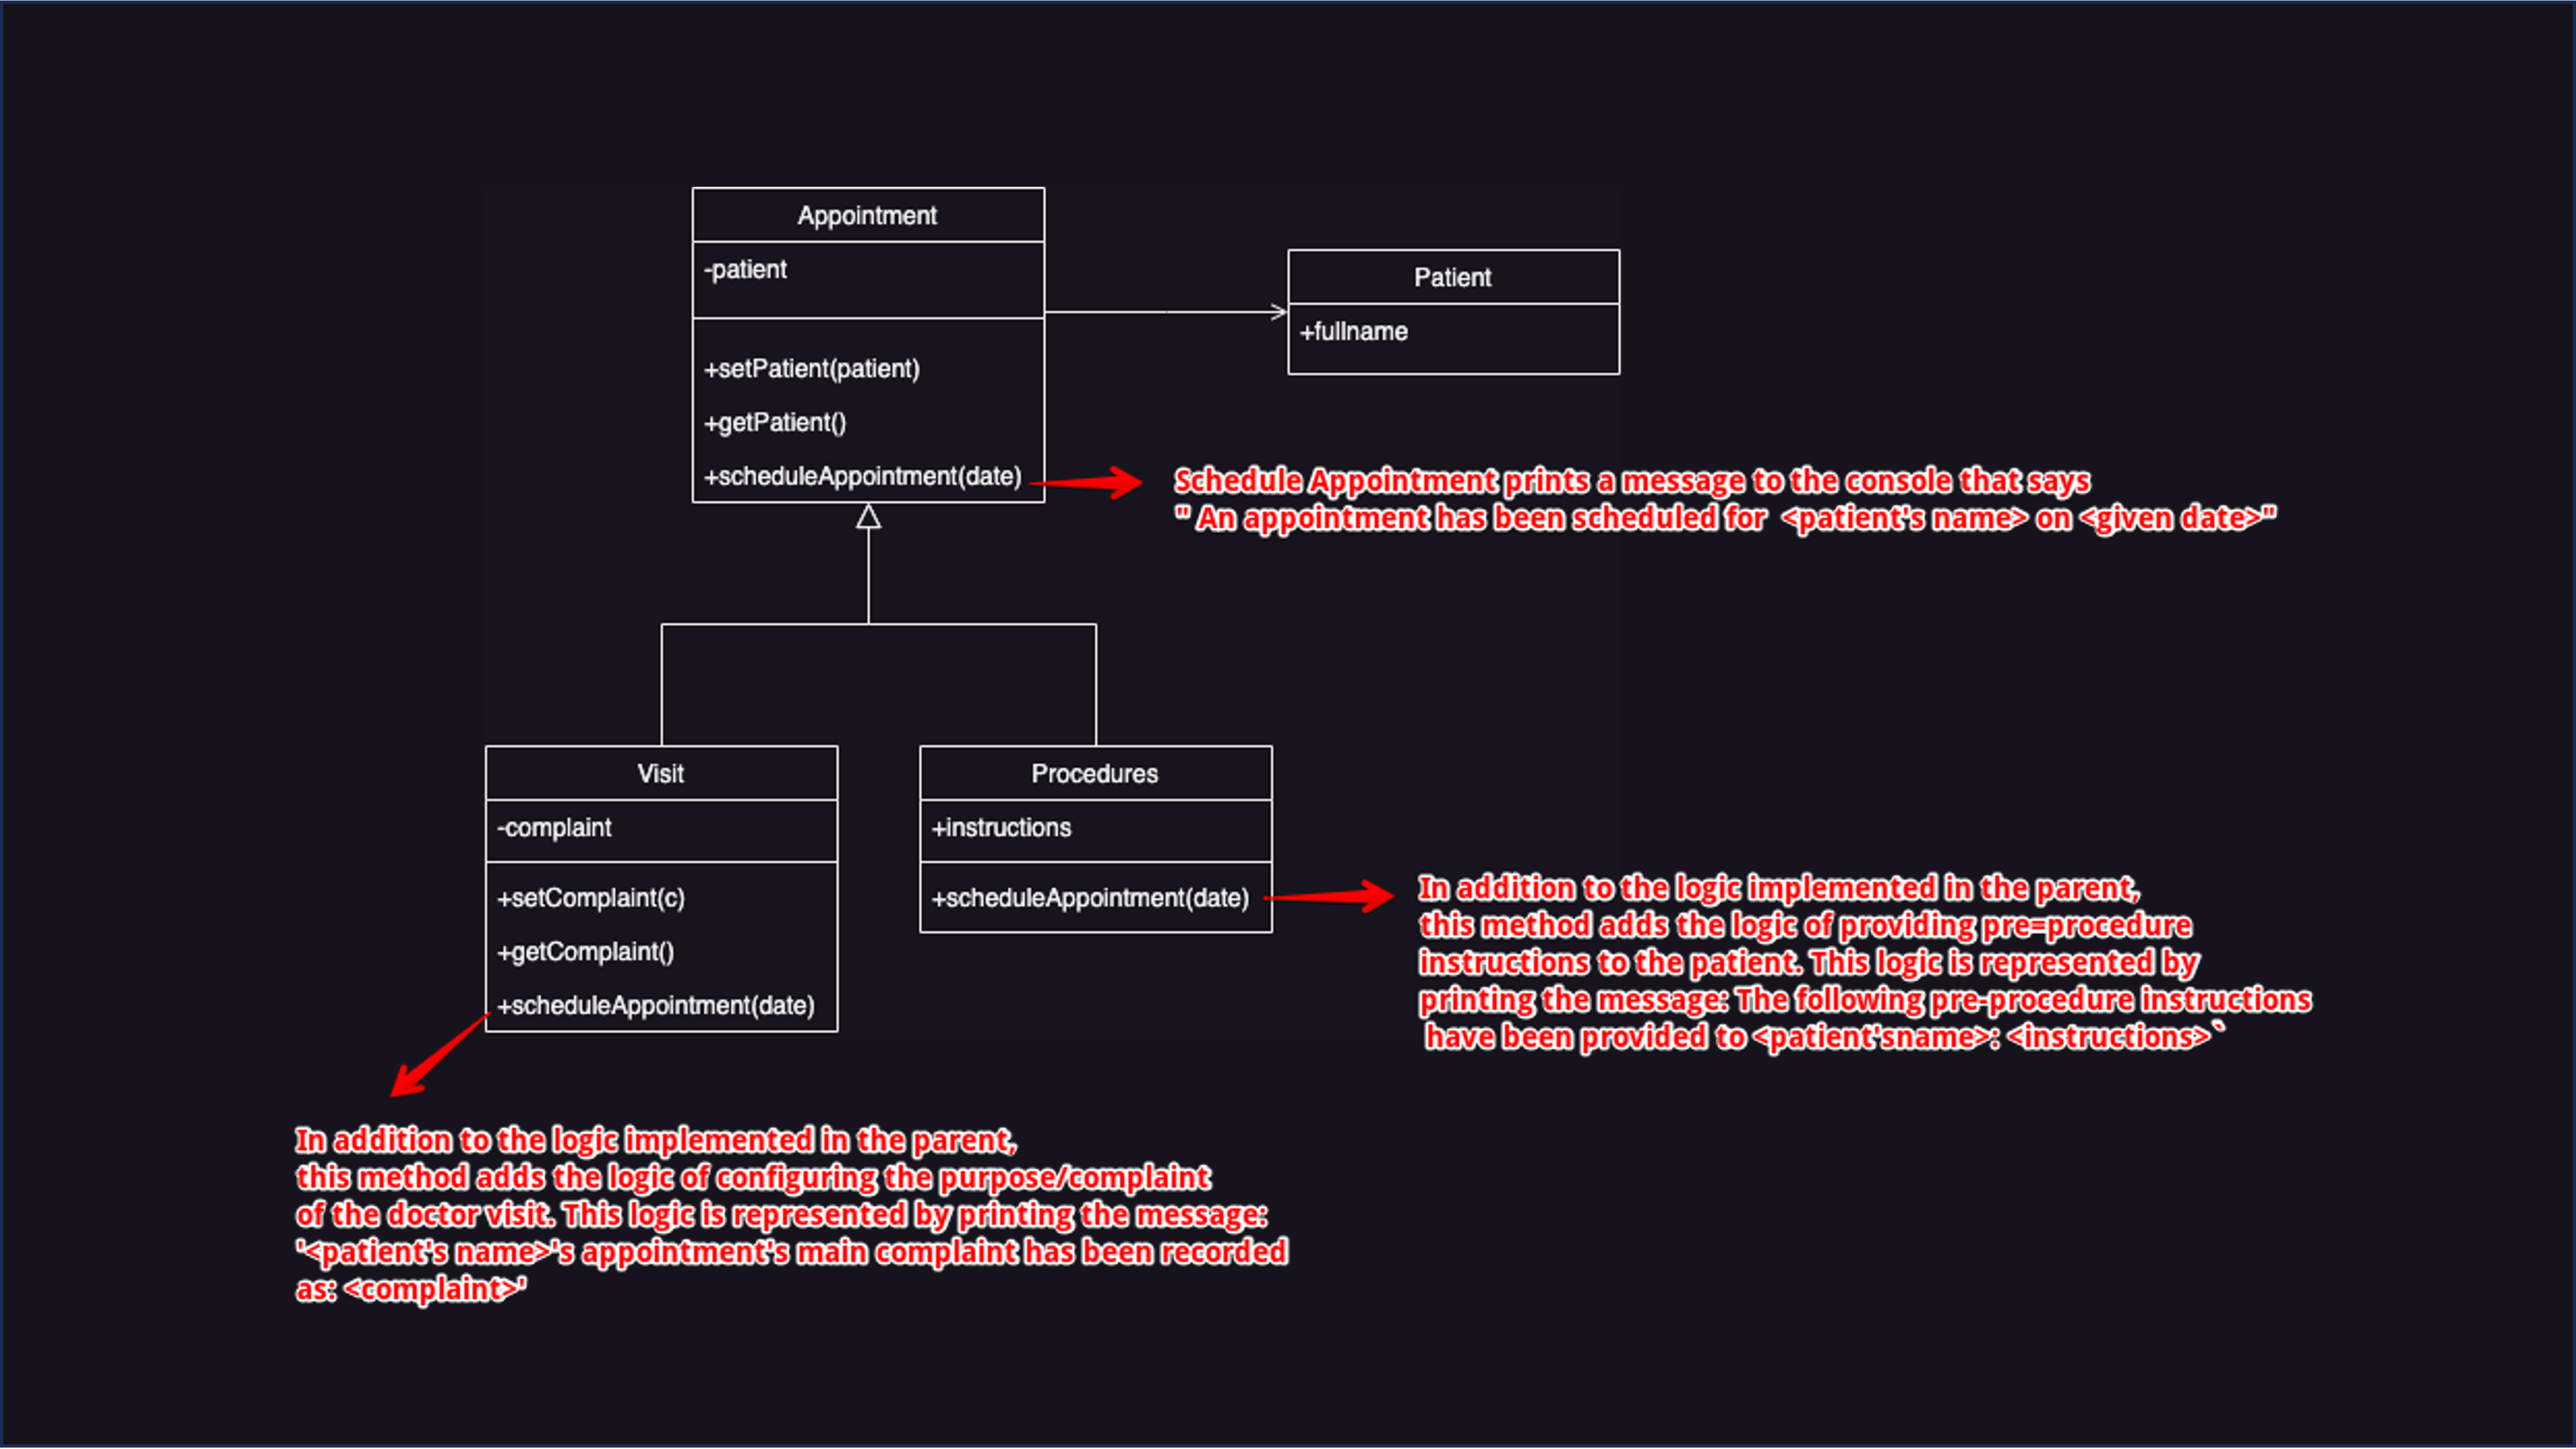 Appointment
-patient
+setPatient(patient)
+getPatient()
+scheduleAppointment(date)
Patient
+fullname
Schedule Appointment prints a message to the console that says
" An appointment has been scheduled for <patient's name> on <given date>"
Visit
-complaint
+setComplaint(c)
+getComplaint()
+scheduleAppointment(date)
Procedures
+instructions
+scheduleAppointment(date)
In addition to the logic implemented in the parent,
this method adds the logic of providing pre=procedure
instructions to the patient. This logic is represented by
printing the message: The following pre-procedure instructions
have been provided to <patient'sname>: <instructions>`
In addition to the logic implemented in the parent,
this method adds the logic of configuring the purpose/complaint
of the doctor visit. This logic is represented by printing the message:
'<patient's name>'s appointment's main complaint has been recorded
as: <complaint>'